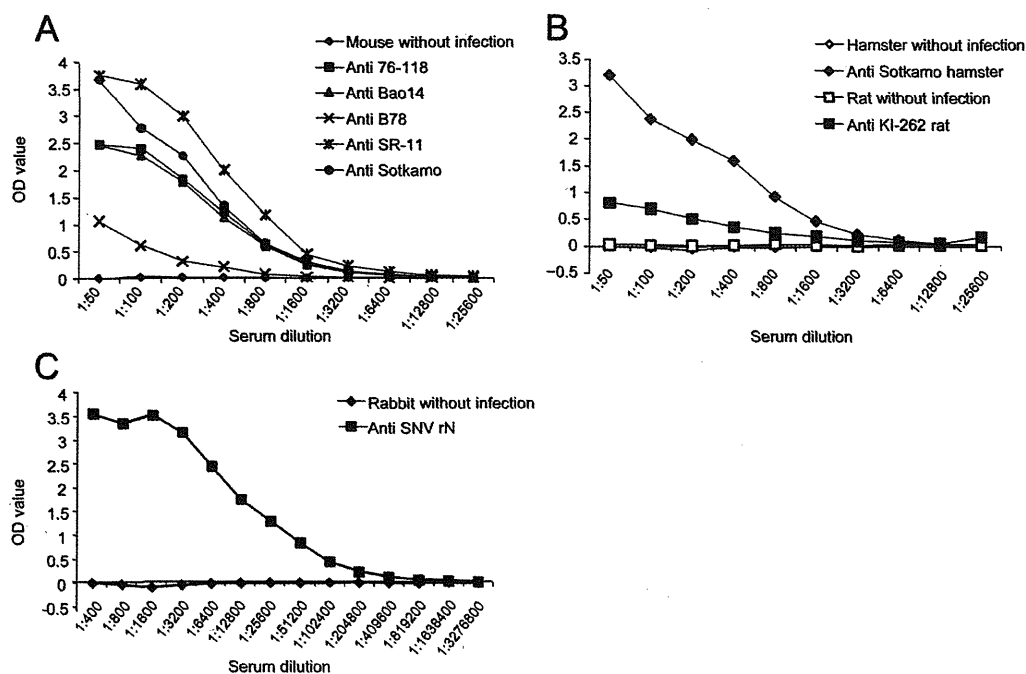 A
Mouse without infection
Anti 76-118
Anti Bao14
Anti B78
Anti SR-11
Anti Sotkamo
OD value
4
3.5
3
2.5
2
1.5
1
0.5
0
1:50
1:100
1:200
1:400
1:800
1:1600
1:3200
1:6400
1:12800
1:25600
Serum dilution
B
Hamster without infection
Anti Sotkamo hamster
Rat without infection
Anti KI-262 rat
OD value
3.5
3
2.5
2
1.5
1
0.5
0
−0.5
1:50
1:100
1:200
1:400
1:800
1:1600
1:3200
1:6400
1:12800
1:25600
Serum dilution
C
Rabbit without infection
Anti SNV rN
OD value
4
3.5
3
2.5
2
1.5
1
0.5
0
-0.5
1:400
1:800
1:1600
1:3200
1:6400
1:12800
1:25600
1:51200
1:102400
1:204800
1:409600
1:819200
1:1638400
1:3276800
Serum dilution